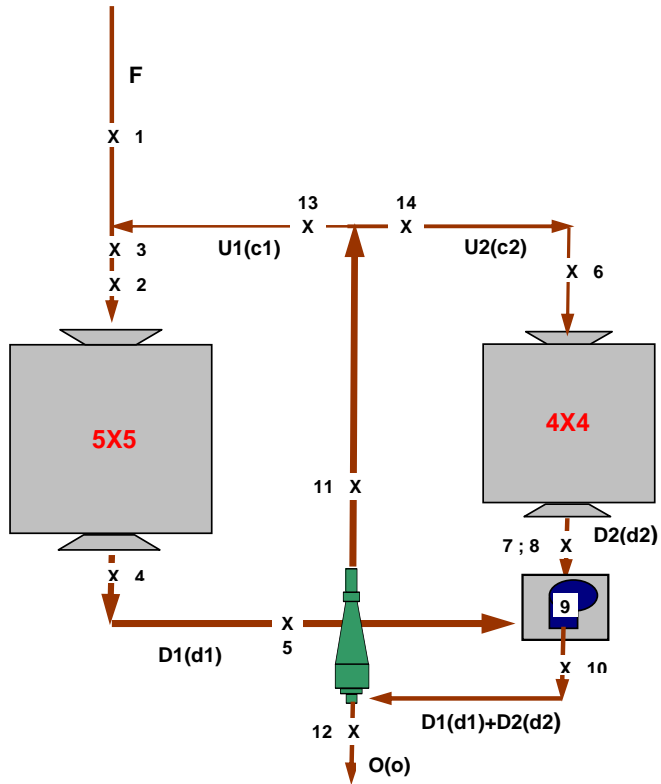 F
X 1
13
14
X
X
U1(c1)
U2(c2)
X 3
X 2
X 6
5X5
4X4
11 X
7 ; 8 X
D2(d2)
X 4
9
X
5
D1(d1)
X 10
D1(d1)+D2(d2)
12 X
O(o)